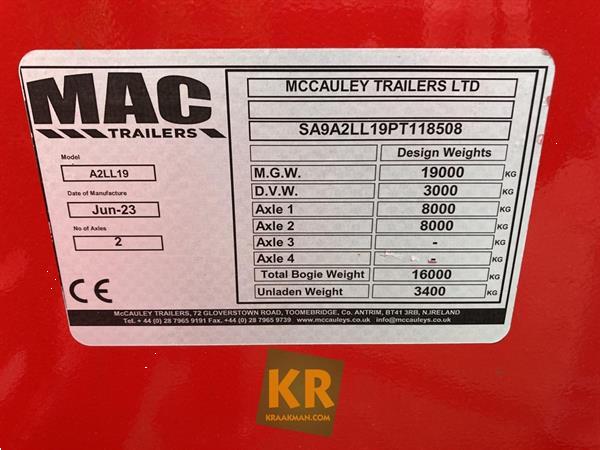 MAC
TRAILERS
Model
A2LL19
Date of Manufacture
Jun-23
No of Axles
2
CE
MCCAULEY TRAILERS LTD
SA9A2LL19PT118508
Design Weights
M.G.W. 19000 KG
D.V.W. 3000 KG
Axle 1 8000 KG
Axle 2 8000 KG
Axle 3 - KG
Axle 4 - KG
Total Bogie Weight 16000 KG
Unladen Weight 3400 KG
McCAULEY TRAILERS, 72 GLOVERSTOWN ROAD, TOOMEBRIDGE, Co. ANTRIM, BT41 3RB, N.IRELAND
Tel. + 44 (0) 28 7965 9191 Fax. +44 (0) 28 7965 9739 www.mccauleys.co.uk info@mccauleys.co.uk
KR
KRAAKMAN.COM